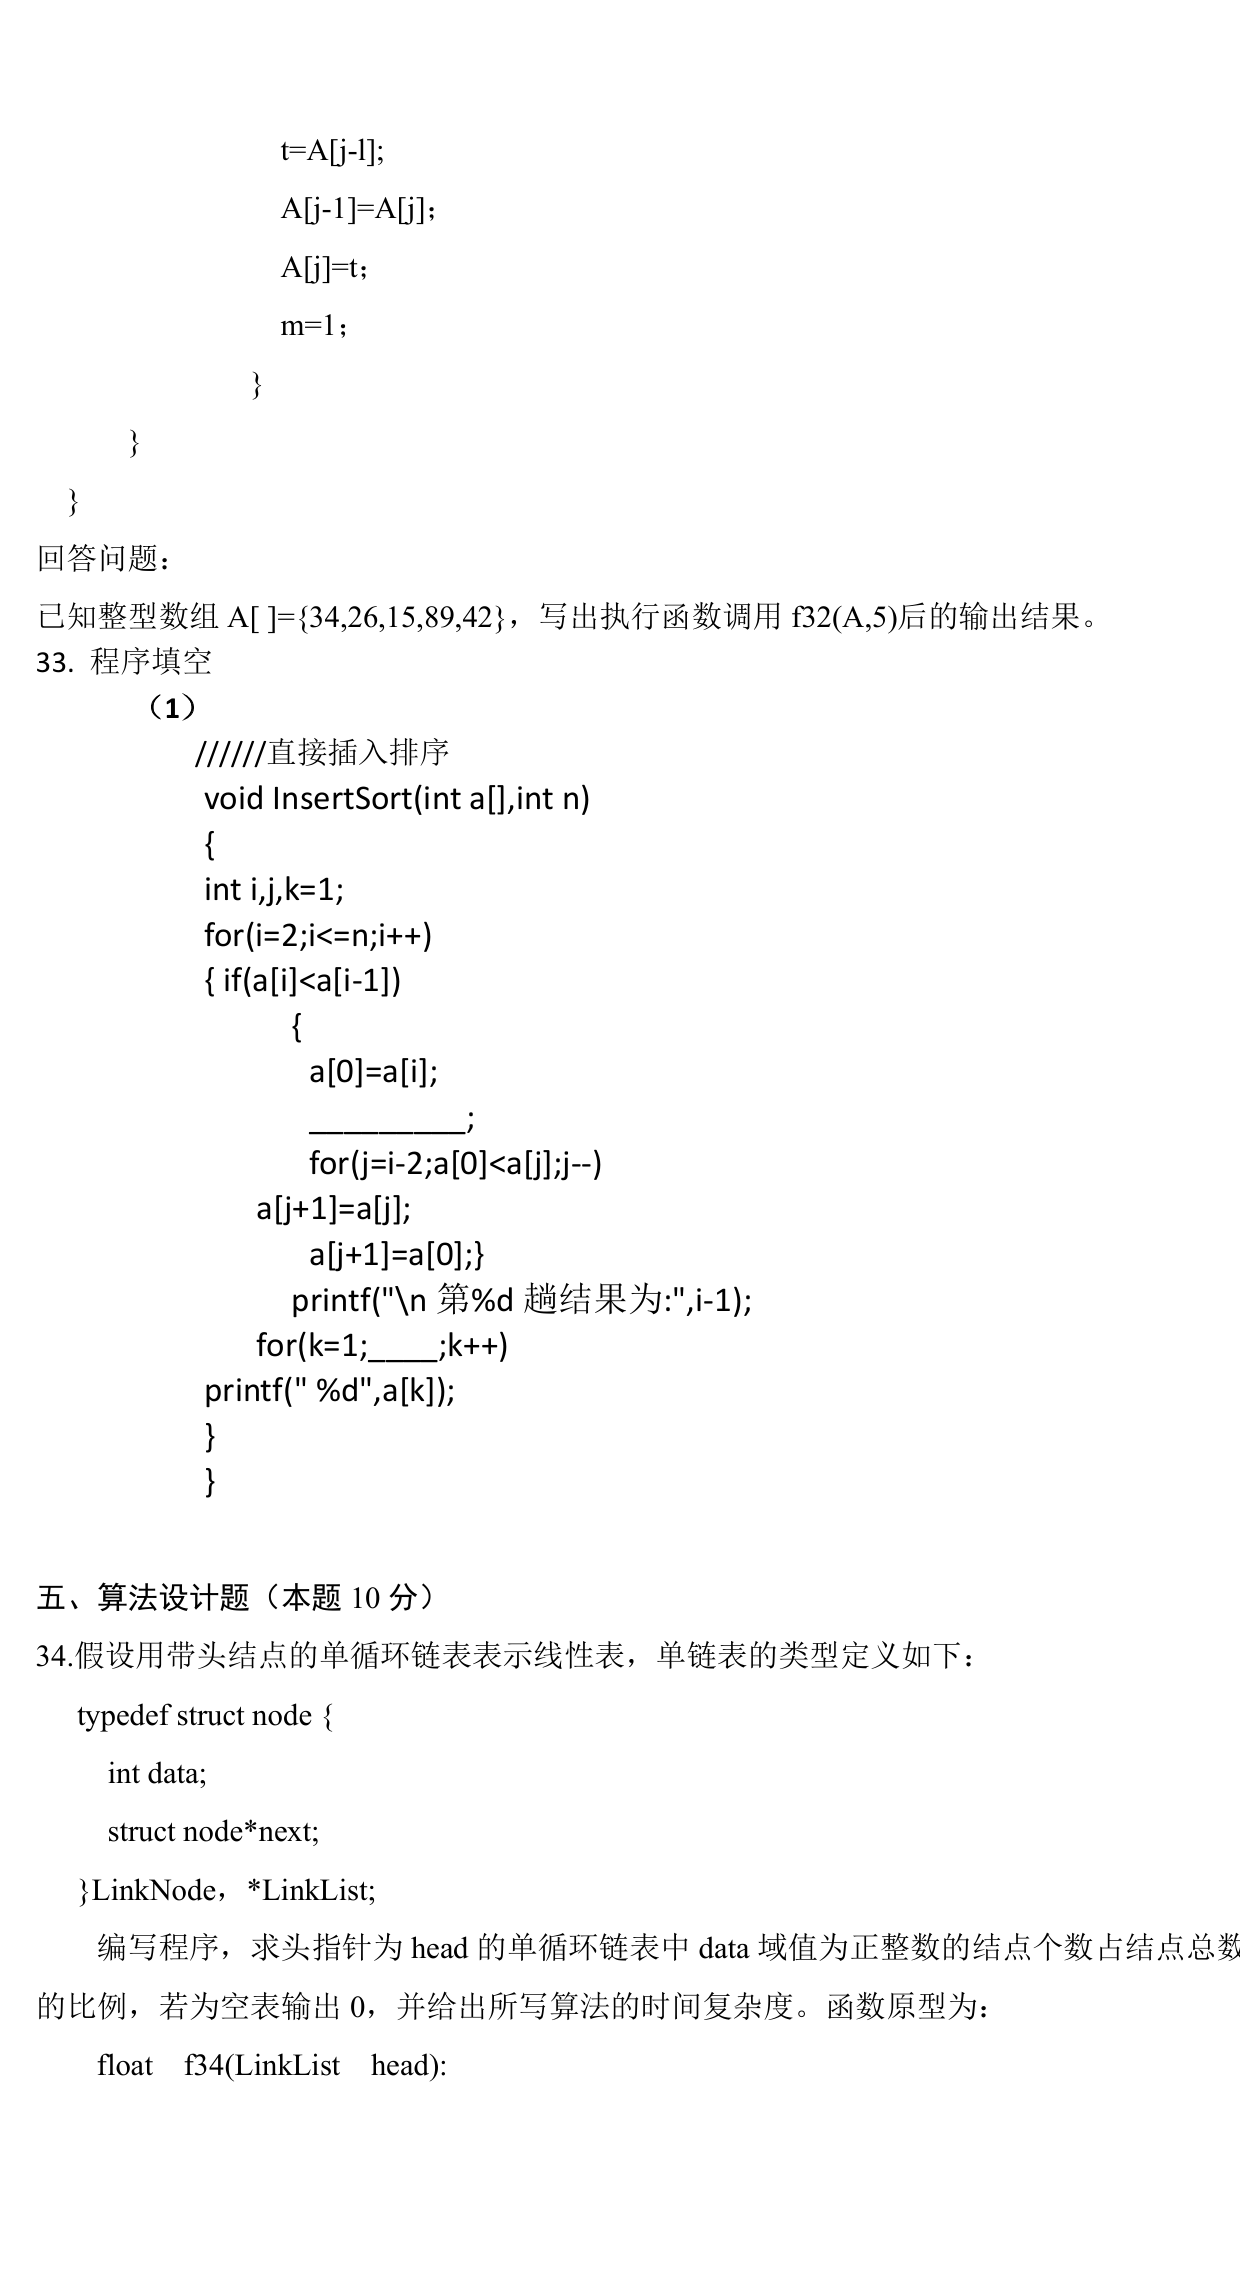 t=A[j-l];
A[j-1]=A[j]；
A[j]=t；
m=1；
}
}
}
回答问题：
已知整型数组 A[ ]={34,26,15,89,42}，写出执行函数调用 f32(A,5)后的输出结果。
33. 程序填空
（1）
//////直接插入排序
void InsertSort(int a[],int n)
{
int i,j,k=1;
for(i=2;i<=n;i++)
{ if(a[i]<a[i-1])
{
a[0]=a[i];
_________;
for(j=i-2;a[0]<a[j];j--)
a[j+1]=a[j];
a[j+1]=a[0];}
printf("\n 第%d 趟结果为:",i-1);
for(k=1;____;k++)
printf(" %d",a[k]);
}
}
五、算法设计题（本题 10 分）
34.假设用带头结点的单循环链表表示线性表，单链表的类型定义如下：
typedef struct node {
int data;
struct node*next;
}LinkNode，*LinkList;
编写程序，求头指针为 head 的单循环链表中 data 域值为正整数的结点个数占结点总数
的比例，若为空表输出 0，并给出所写算法的时间复杂度。函数原型为：
float f34(LinkList head):